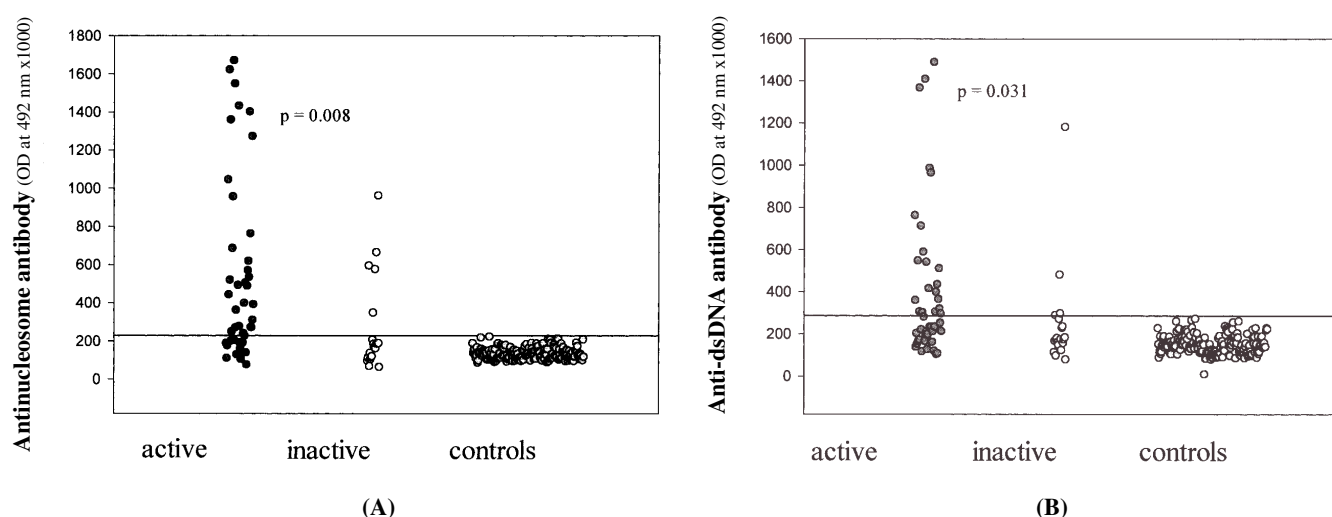 Antinucleosome antibody (OD at 492 nm x1000)
1800
1600
1400
1200
1000
800
600
400
200
0
p = 0.008
active inactive controls
(A)
Anti-dsDNA antibody (OD at 492 nm x1000)
1600
1400
1200
1000
800
600
400
200
0
p = 0.031
active inactive controls
(B)